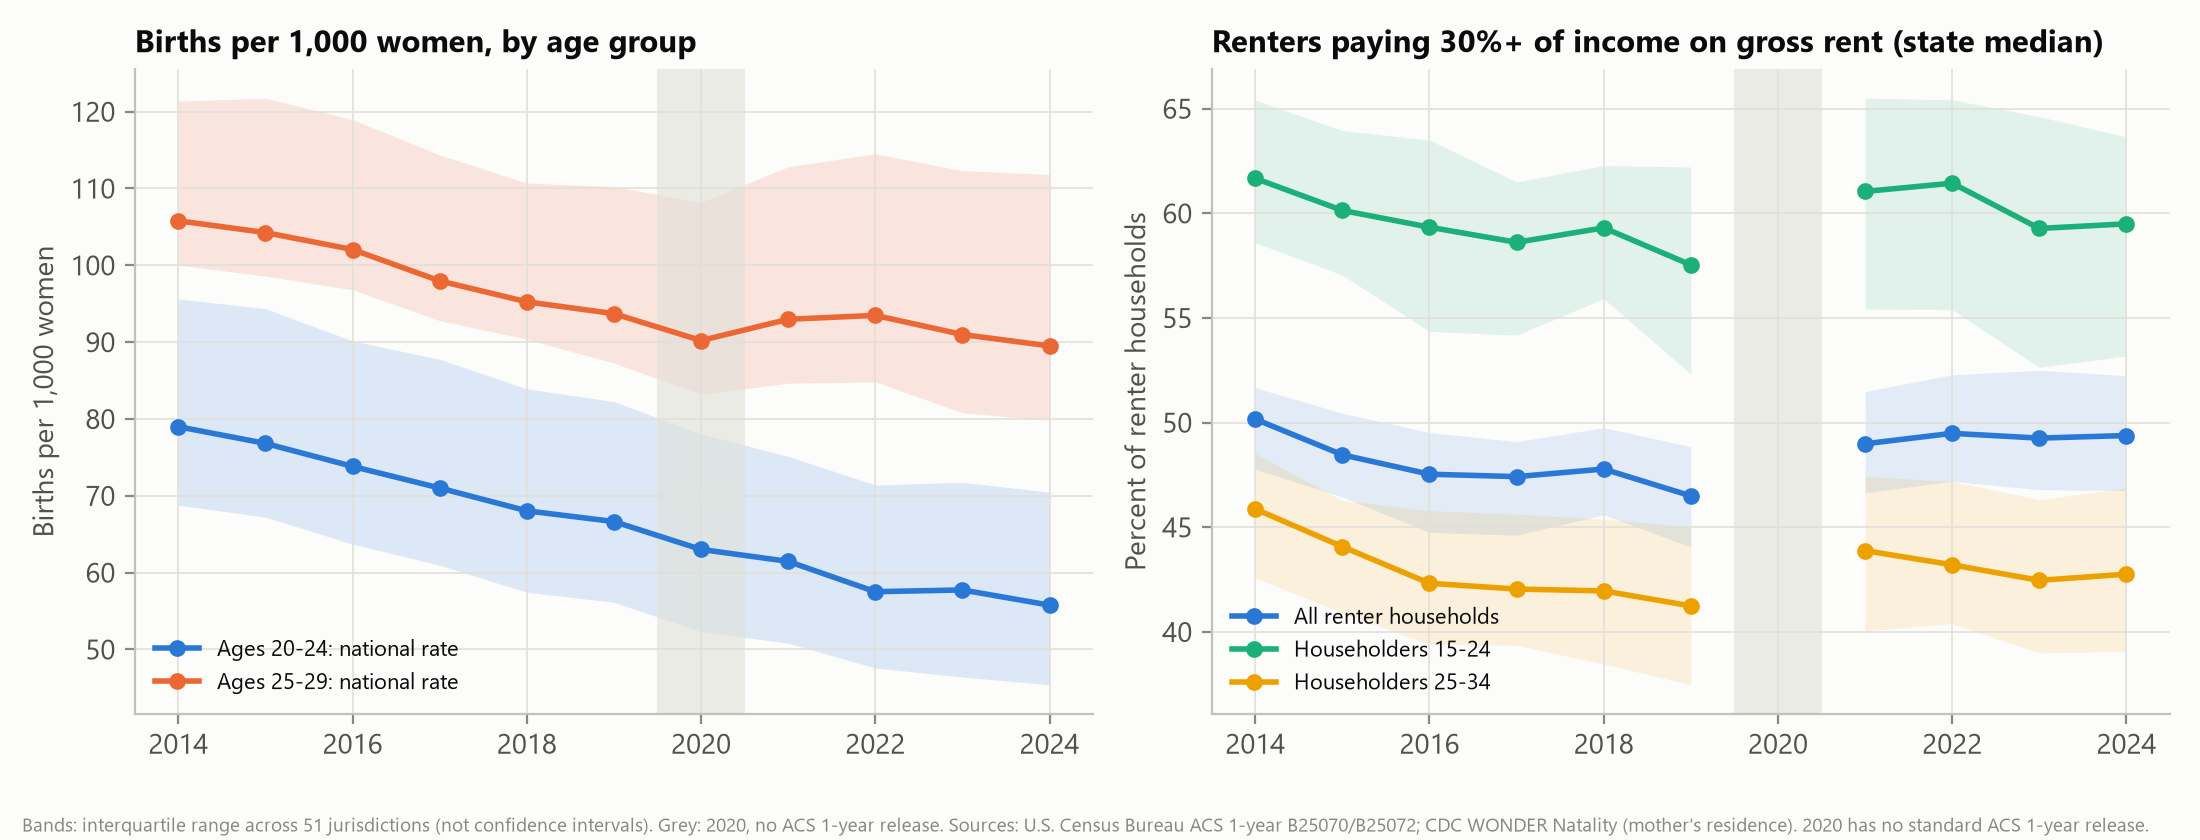 Births per 1,000 women, by age group
Births per 1,000 women
120
110
100
90
80
70
60
50
Ages 20-24: national rate
Ages 25-29: national rate
2014 2016 2018 2020 2022 2024
Renters paying 30%+ of income on gross rent (state median)
Percent of renter households
65
60
55
50
45
40
All renter households
Householders 15-24
Householders 25-34
2014 2016 2018 2020 2022 2024
Bands: interquartile range across 51 jurisdictions (not confidence intervals). Grey: 2020, no ACS 1-year release. Sources: U.S. Census Bureau ACS 1-year B25070/B25072; CDC WONDER Natality (mother's residence). 2020 has no standard ACS 1-year release.